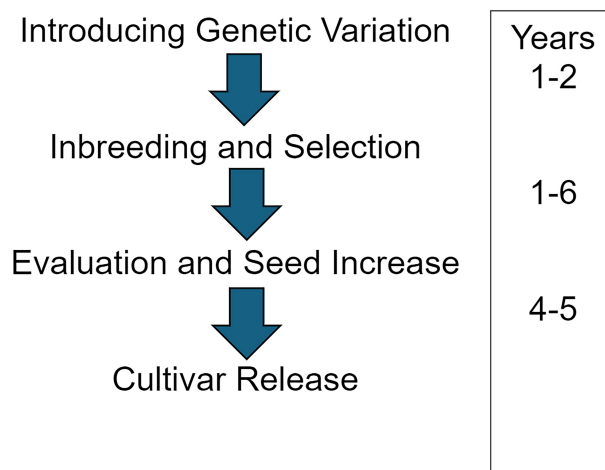 Introducing Genetic Variation
Inbreeding and Selection
Evaluation and Seed Increase
Cultivar Release
Years
1-2
1-6
4-5